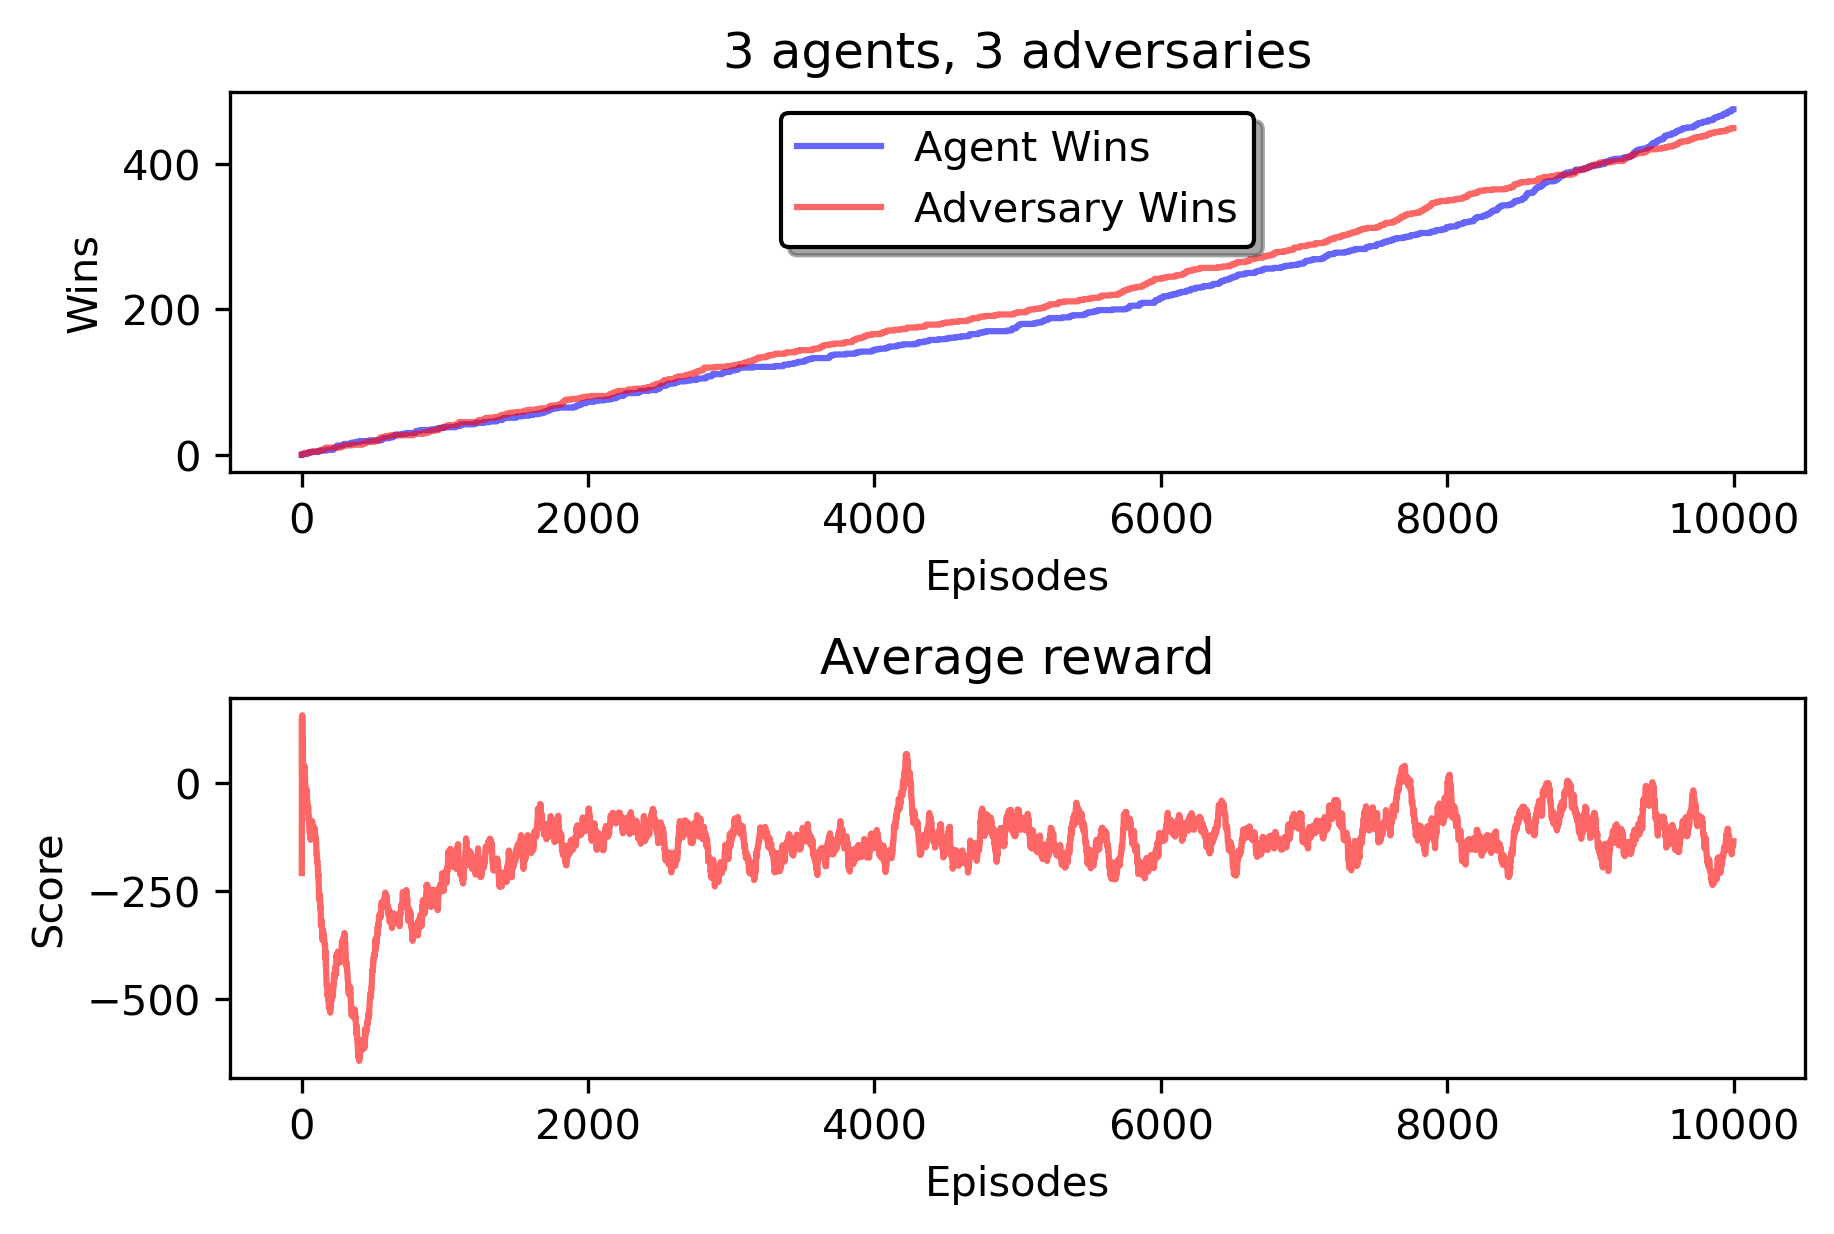 3 agents, 3 adversaries
Agent Wins
Adversary Wins
Wins
400
200
0
0 2000 4000 6000 8000 10000
Episodes
Average reward
Score
0
−250
−500
0 2000 4000 6000 8000 10000
Episodes